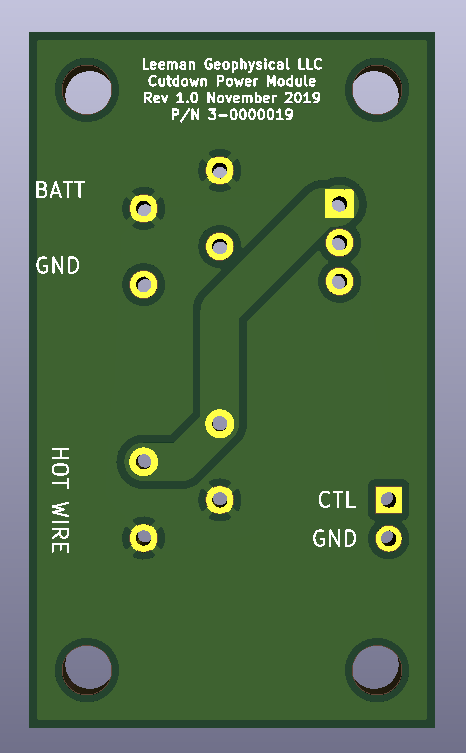 Leeman Geophysical LLC
Cutdown Power Module
Rev 1.0 November 2019
P/N 3-0000019
BATT
GND
HOT WIRE
CTL
GND